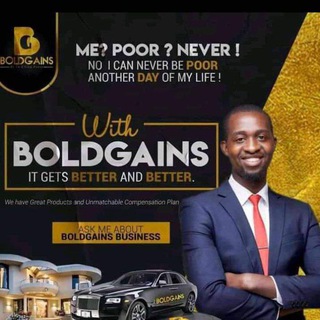 BG
BOLDGAINS
ME? POOR ? NEVER !
NO I CAN NEVER BE POOR
ANOTHER DAY OF MY LIFE !
With
BOLDGAINS
IT GETS BETTER AND BETTER.
We have Great Products and Unmatchable Compensation Plan
ASK ME ABOUT
BOLDGAINS BUSINESS
BOLDGAINS